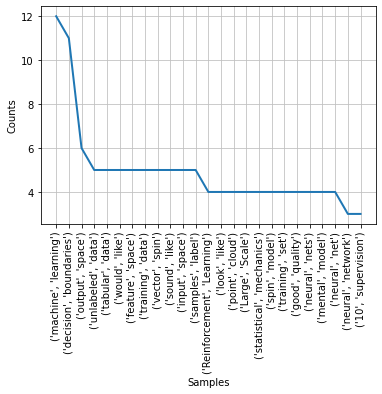 12
10
8
6
4
Counts
('machine', 'learning')
('decision', 'boundaries')
('output', 'space')
('unlabeled', 'data')
('tabular', 'data')
('would', 'like')
('feature', 'space')
('training', 'data')
('vector', 'spin')
('sound', 'like')
('input', 'space')
('samples', 'label')
('Reinforcement', 'Learning')
('look', 'like')
('point', 'cloud')
('Large', 'Scale')
('statistical', 'mechanics')
('spin', 'model')
('training', 'set')
('good', 'quality')
('neural', 'nets')
('mental', 'model')
('neural', 'net')
('neural', 'network')
('10', 'supervision')
Samples